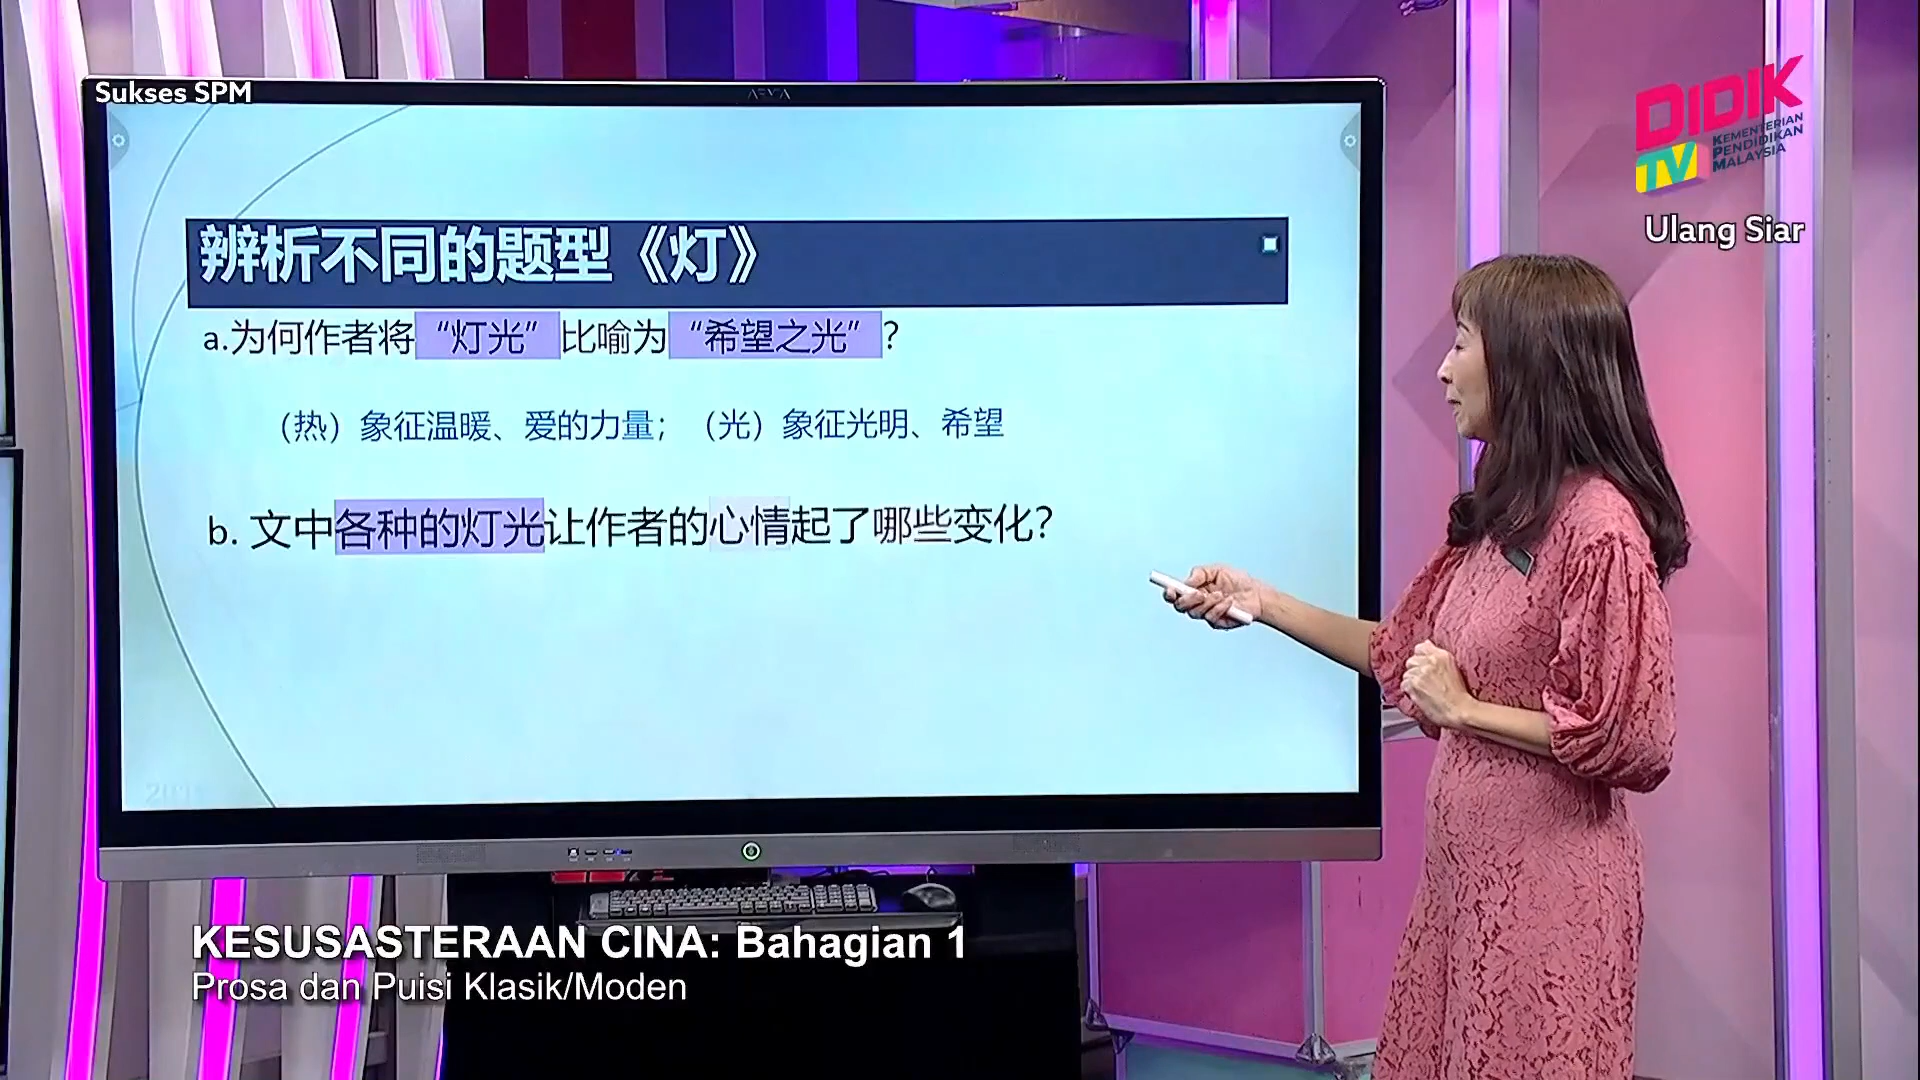 Sukses SPM
DIDIK
TV
KEMENTERIAN
PENDIDIKAN
MALAYSIA
Ulang Siar
辨析不同的题型《灯》
a.为何作者将“灯光”比喻为“希望之光”？
（热）象征温暖、爱的力量；（光）象征光明、希望
b. 文中各种的灯光让作者的心情起了哪些变化？
KESUSASTERAAN CINA: Bahagian 1
Prosa dan Puisi Klasik/Moden